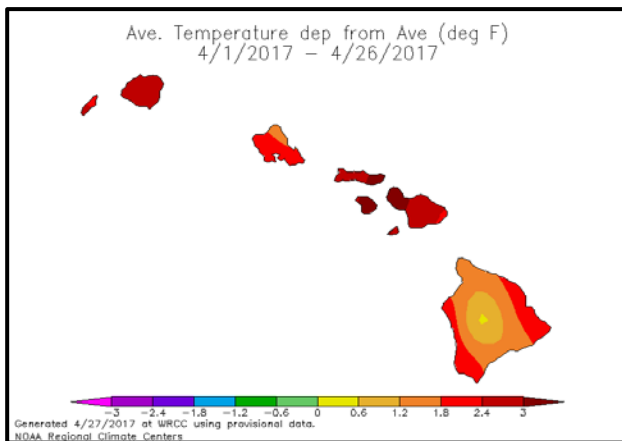 Ave. Temperature dep from Ave (deg F)
4/1/2017 – 4/26/2017
-3 -2.4 -1.8 -1.2 -0.6 0 0.6 1.2 1.8 2.4 3
Generated 4/27/2017 at WRCC using provisional data.
NOAA Regional Climate Centers